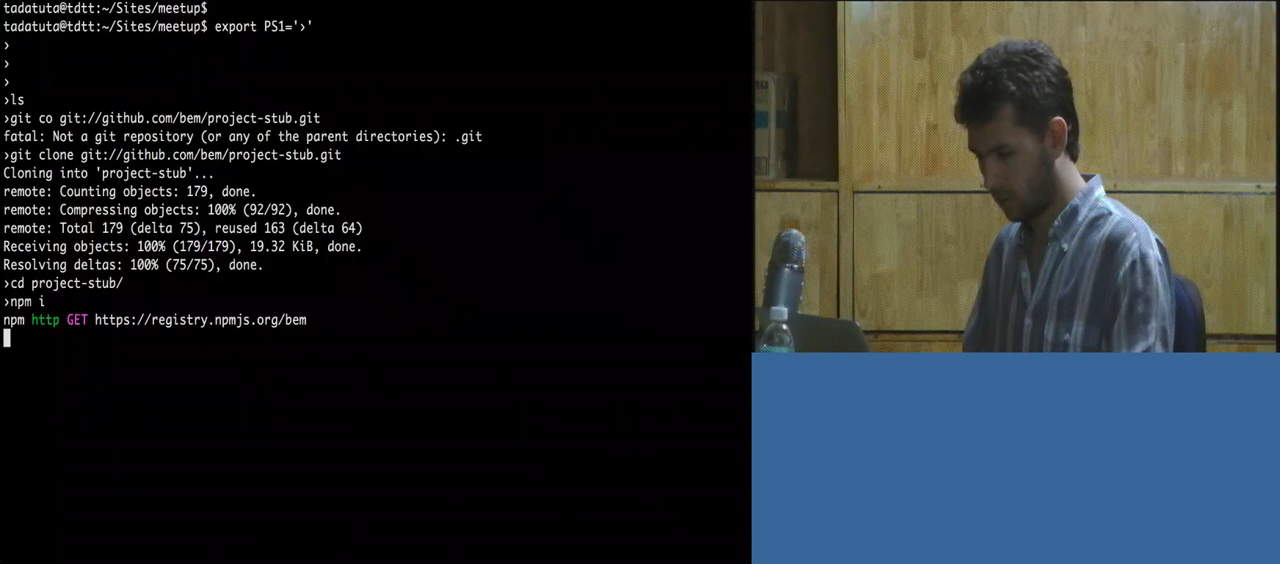 tadatuta@tdtt:~/Sites/meetup$
tadatuta@tdtt:~/Sites/meetup$ export PS1='›'
›
›
›
›ls
›git co git://github.com/bem/project-stub.git
fatal: Not a git repository (or any of the parent directories): .git
›git clone git://github.com/bem/project-stub.git
Cloning into 'project-stub'...
remote: Counting objects: 179, done.
remote: Compressing objects: 100% (92/92), done.
remote: Total 179 (delta 75), reused 163 (delta 64)
Receiving objects: 100% (179/179), 19.32 KiB, done.
Resolving deltas: 100% (75/75), done.
›cd project-stub/
›npm i
npm http GET https://registry.npmjs.org/bem